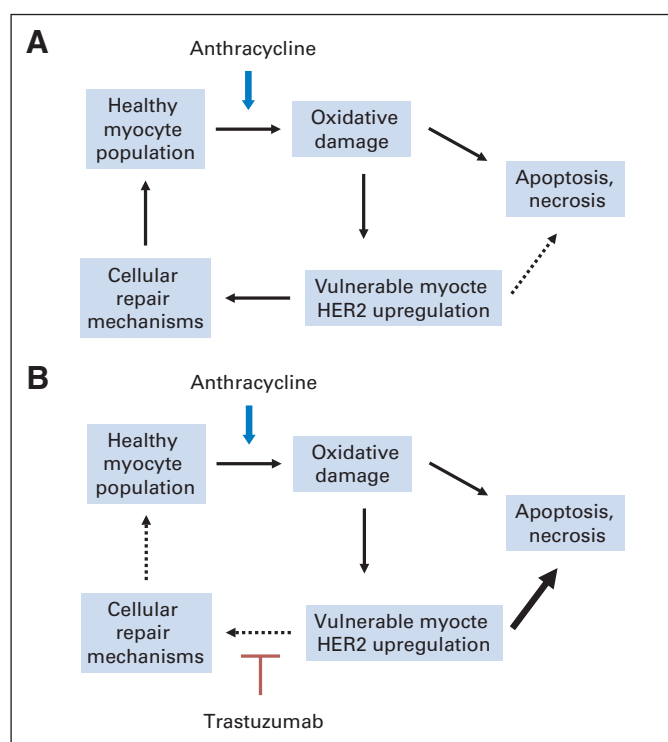 A
Anthracycline
Healthy
myocyte
population
Oxidative
damage
Apoptosis,
necrosis
Cellular
repair
mechanisms
Vulnerable myocte
HER2 upregulation
B
Anthracycline
Healthy
myocyte
population
Oxidative
damage
Apoptosis,
necrosis
Cellular
repair
mechanisms
Vulnerable myocte
HER2 upregulation
Trastuzumab